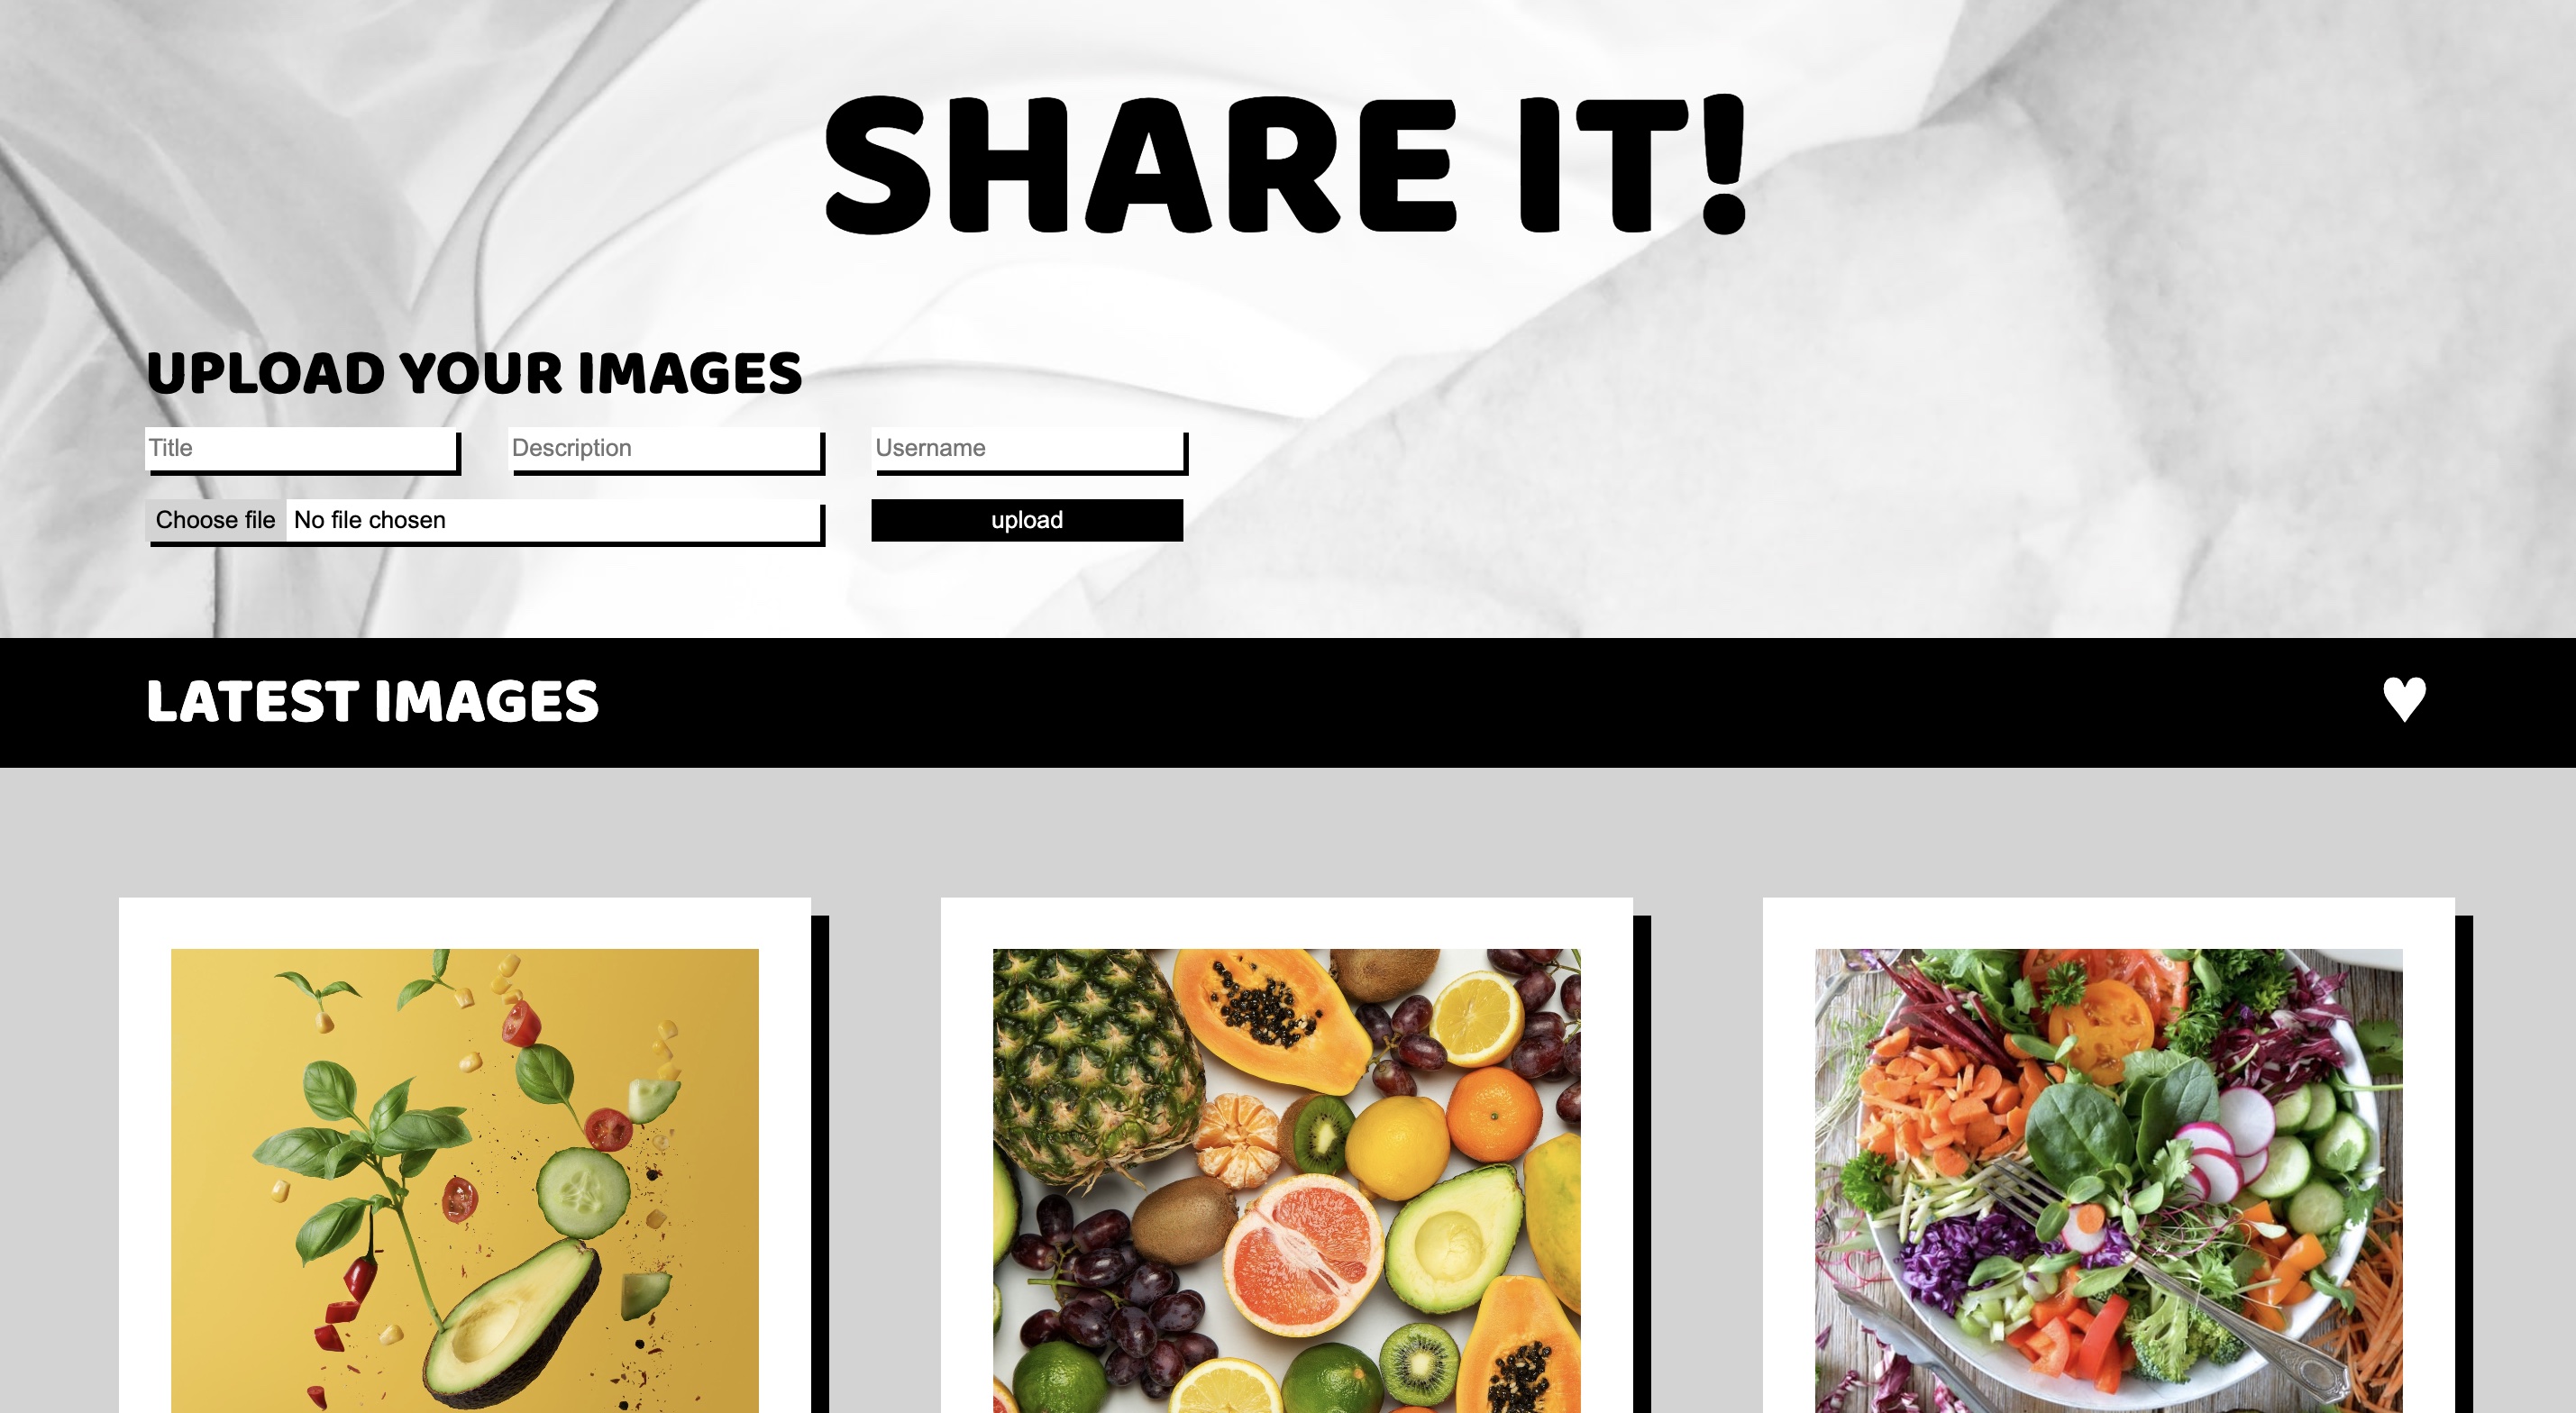 SHARE IT!
UPLOAD YOUR IMAGES
Title Description Username
Choose file No file chosen upload
LATEST IMAGES